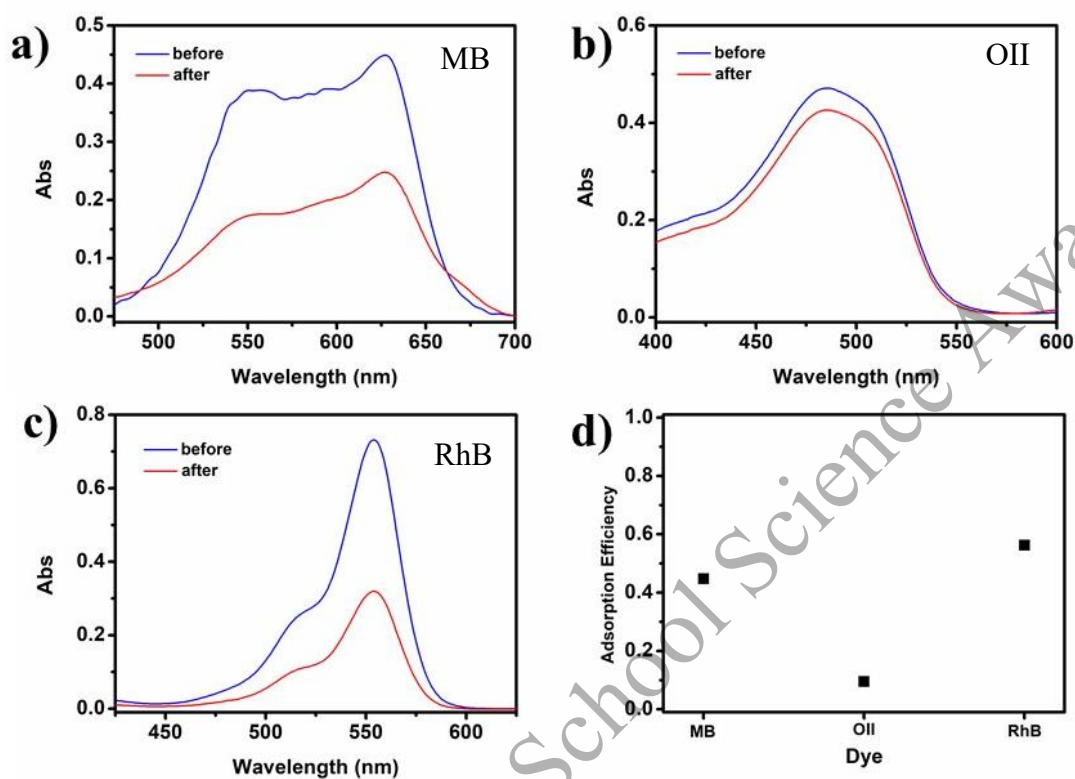 a)
before
after
MB
0.5
0.4
0.3
0.2
0.1
0.0
Abs
500 550 600 650 700
Wavelength (nm)
b)
before
after
OII
0.6
0.4
0.2
0.0
Abs
400 450 500 550 600
Wavelength (nm)
c)
before
after
RhB
0.8
0.6
0.4
0.2
0.0
Abs
450 500 550 600
Wavelength (nm)
d)
1.0
0.8
0.6
0.4
0.2
0.0
Adsorption Efficiency
MB OII RhB
Dye
School Science Awa